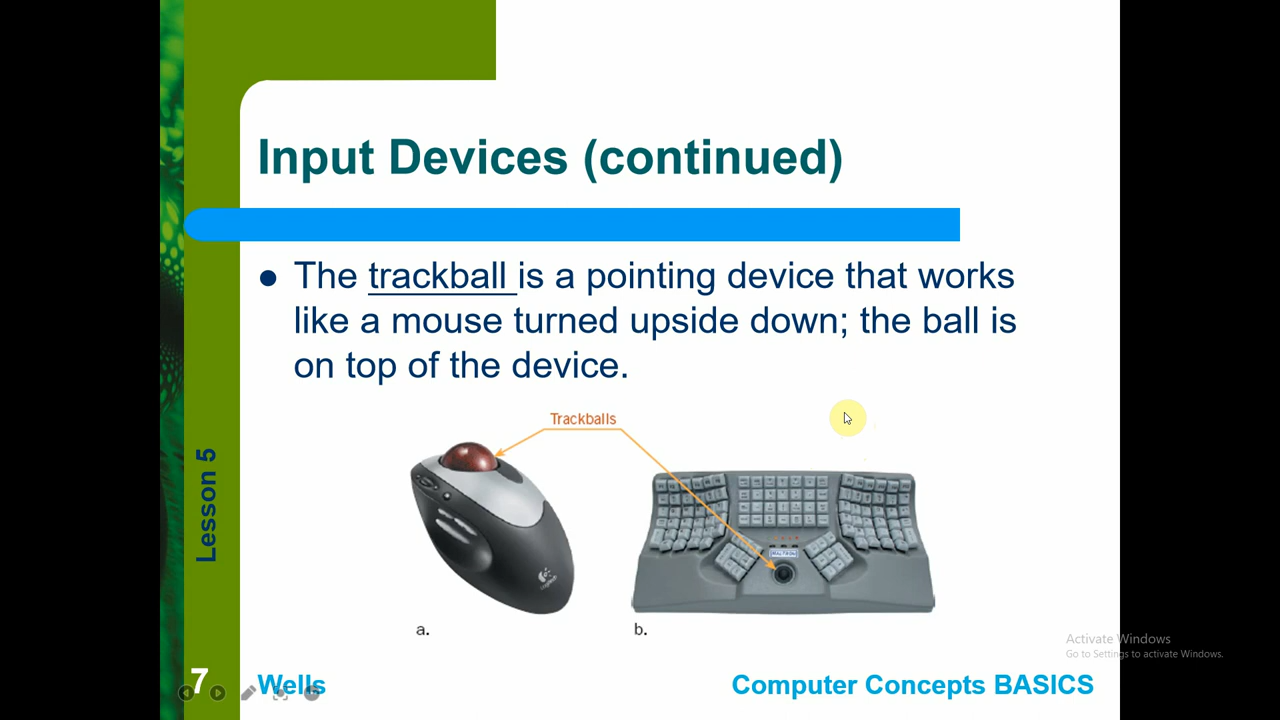 Input Devices (continued)
● The trackball is a pointing device that works
like a mouse turned upside down; the ball is
on top of the device.
Trackballs
Logitech
MALTRON
a.
b.
Lesson 5
Activate Windows
Go to Settings to activate Windows.
7
Wells
Computer Concepts BASICS